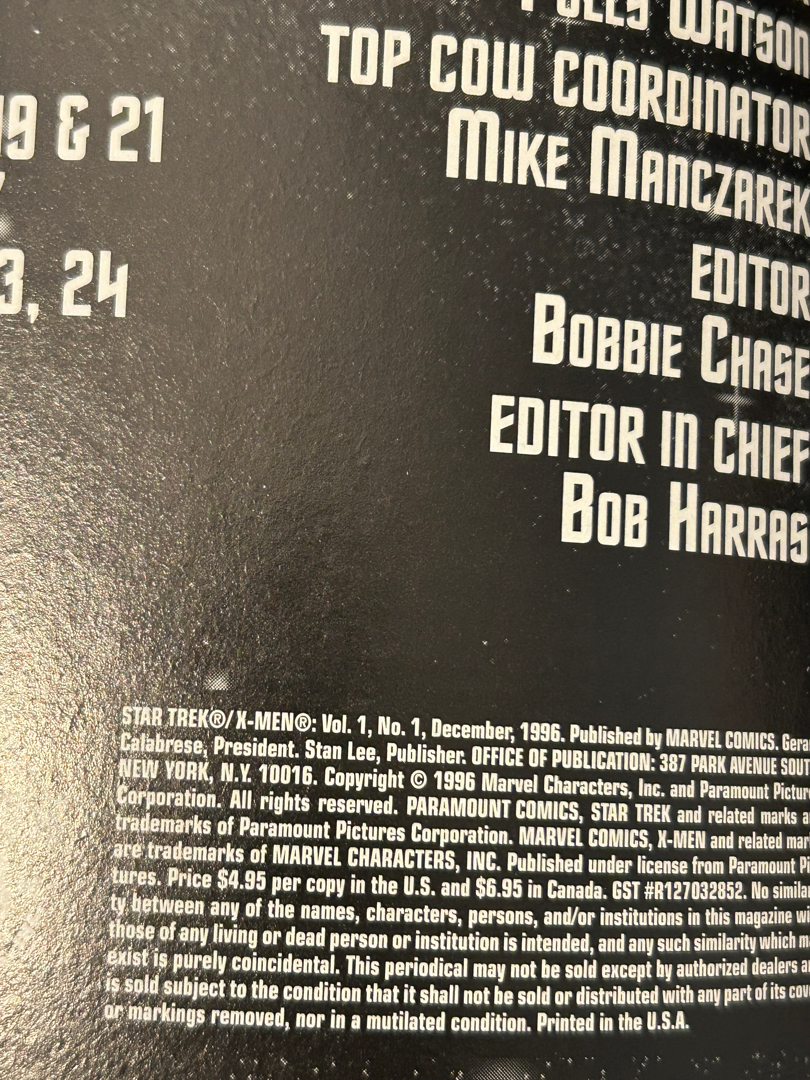 19 & 21
3, 24
WATSON
TOP COW COORDINATOR
MIKE MANCZAREK
EDITOR
BOBBIE CHASE
EDITOR IN CHIEF
BOB HARRAS
STAR TREK®/X-MEN®: Vol. 1, No. 1, December, 1996. Published by MARVEL COMICS. Gera
Calabrese, President. Stan Lee, Publisher. OFFICE OF PUBLICATION: 387 PARK AVENUE SOUT
NEW YORK, N.Y. 10016. Copyright © 1996 Marvel Characters, Inc. and Paramount Pictur
Corporation. All rights reserved. PARAMOUNT COMICS, STAR TREK and related marks a
trademarks of Paramount Pictures Corporation. MARVEL COMICS, X-MEN and related mar
are trademarks of MARVEL CHARACTERS, INC. Published under license from Paramount Pi
tures. Price $4.95 per copy in the U.S. and $6.95 in Canada. GST #R127032852. No simila
ty between any of the names, characters, persons, and/or institutions in this magazine wi
those of any living or dead person or institution is intended, and any such similarity which m
exist is purely coincidental. This periodical may not be sold except by authorized dealers a
is sold subject to the condition that it shall not be sold or distributed with any part of its cov
or markings removed, nor in a mutilated condition. Printed in the U.S.A.